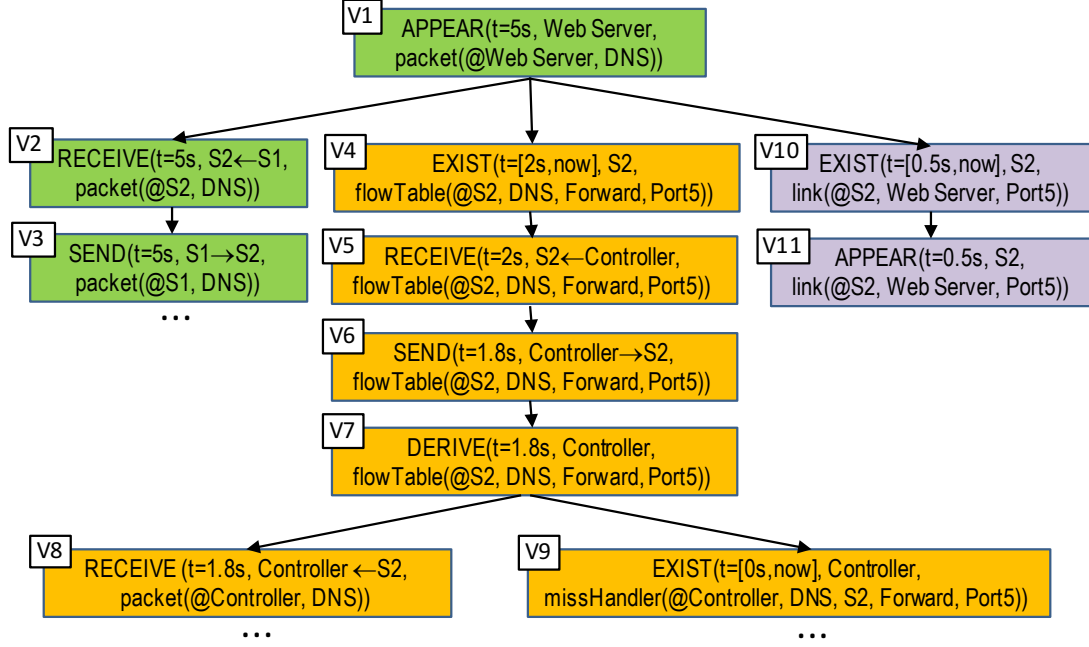 V1
APPEAR(t=5s, Web Server,
packet(@Web Server, DNS))
V2
RECEIVE(t=5s, S2←S1,
packet(@S2, DNS))
V3
SEND(t=5s, S1→S2,
packet(@S1, DNS))
...
V4
EXIST(t=[2s,now], S2,
flowTable(@S2, DNS, Forward, Port5))
V5
RECEIVE(t=2s, S2←Controller,
flowTable(@S2, DNS, Forward, Port5))
V6
SEND(t=1.8s, Controller→S2,
flowTable(@S2, DNS, Forward, Port5))
V7
DERIVE(t=1.8s, Controller,
flowTable(@S2, DNS, Forward, Port5))
V8
RECEIVE (t=1.8s, Controller ←S2,
packet(@Controller, DNS))
...
V9
EXIST(t=[0s,now], Controller,
missHandler(@Controller, DNS, S2, Forward, Port5))
...
V10
EXIST(t=[0.5s,now], S2,
link(@S2, Web Server, Port5))
V11
APPEAR(t=0.5s, S2,
link(@S2, Web Server, Port5))